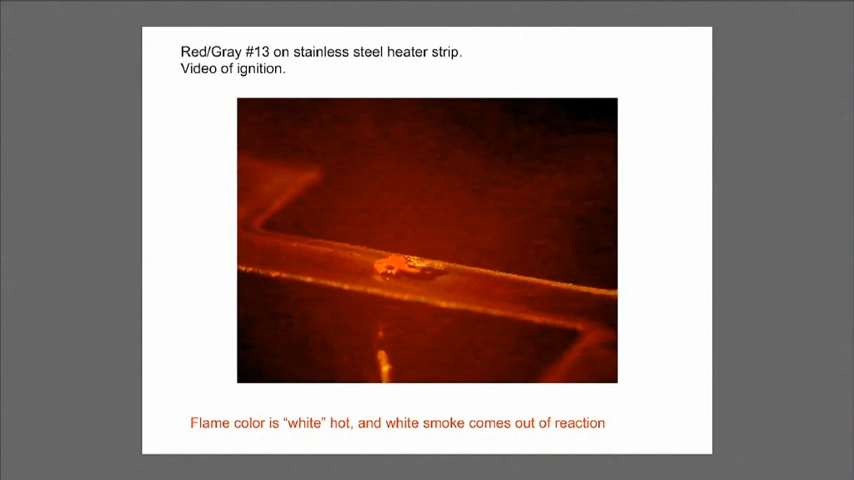 Red/Gray #13 on stainless steel heater strip.
Video of ignition.
Flame color is “white” hot, and white smoke comes out of reaction